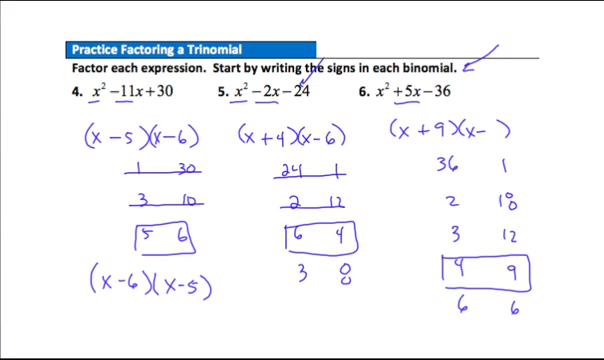 Practice Factoring a Trinomial
Factor each expression. Start by writing the signs in each binomial.
4. x² −11x+30 5. x² −2x−24 6. x² +5x−36
(x −5)(x−6) (x +4)(x −6) (x +9)(x− )
1 30 24 1 36 1
3 10 2 12 2 18
5 6 6 4 3 12
(x −6)(x −5) 3 8 4 9
6 6